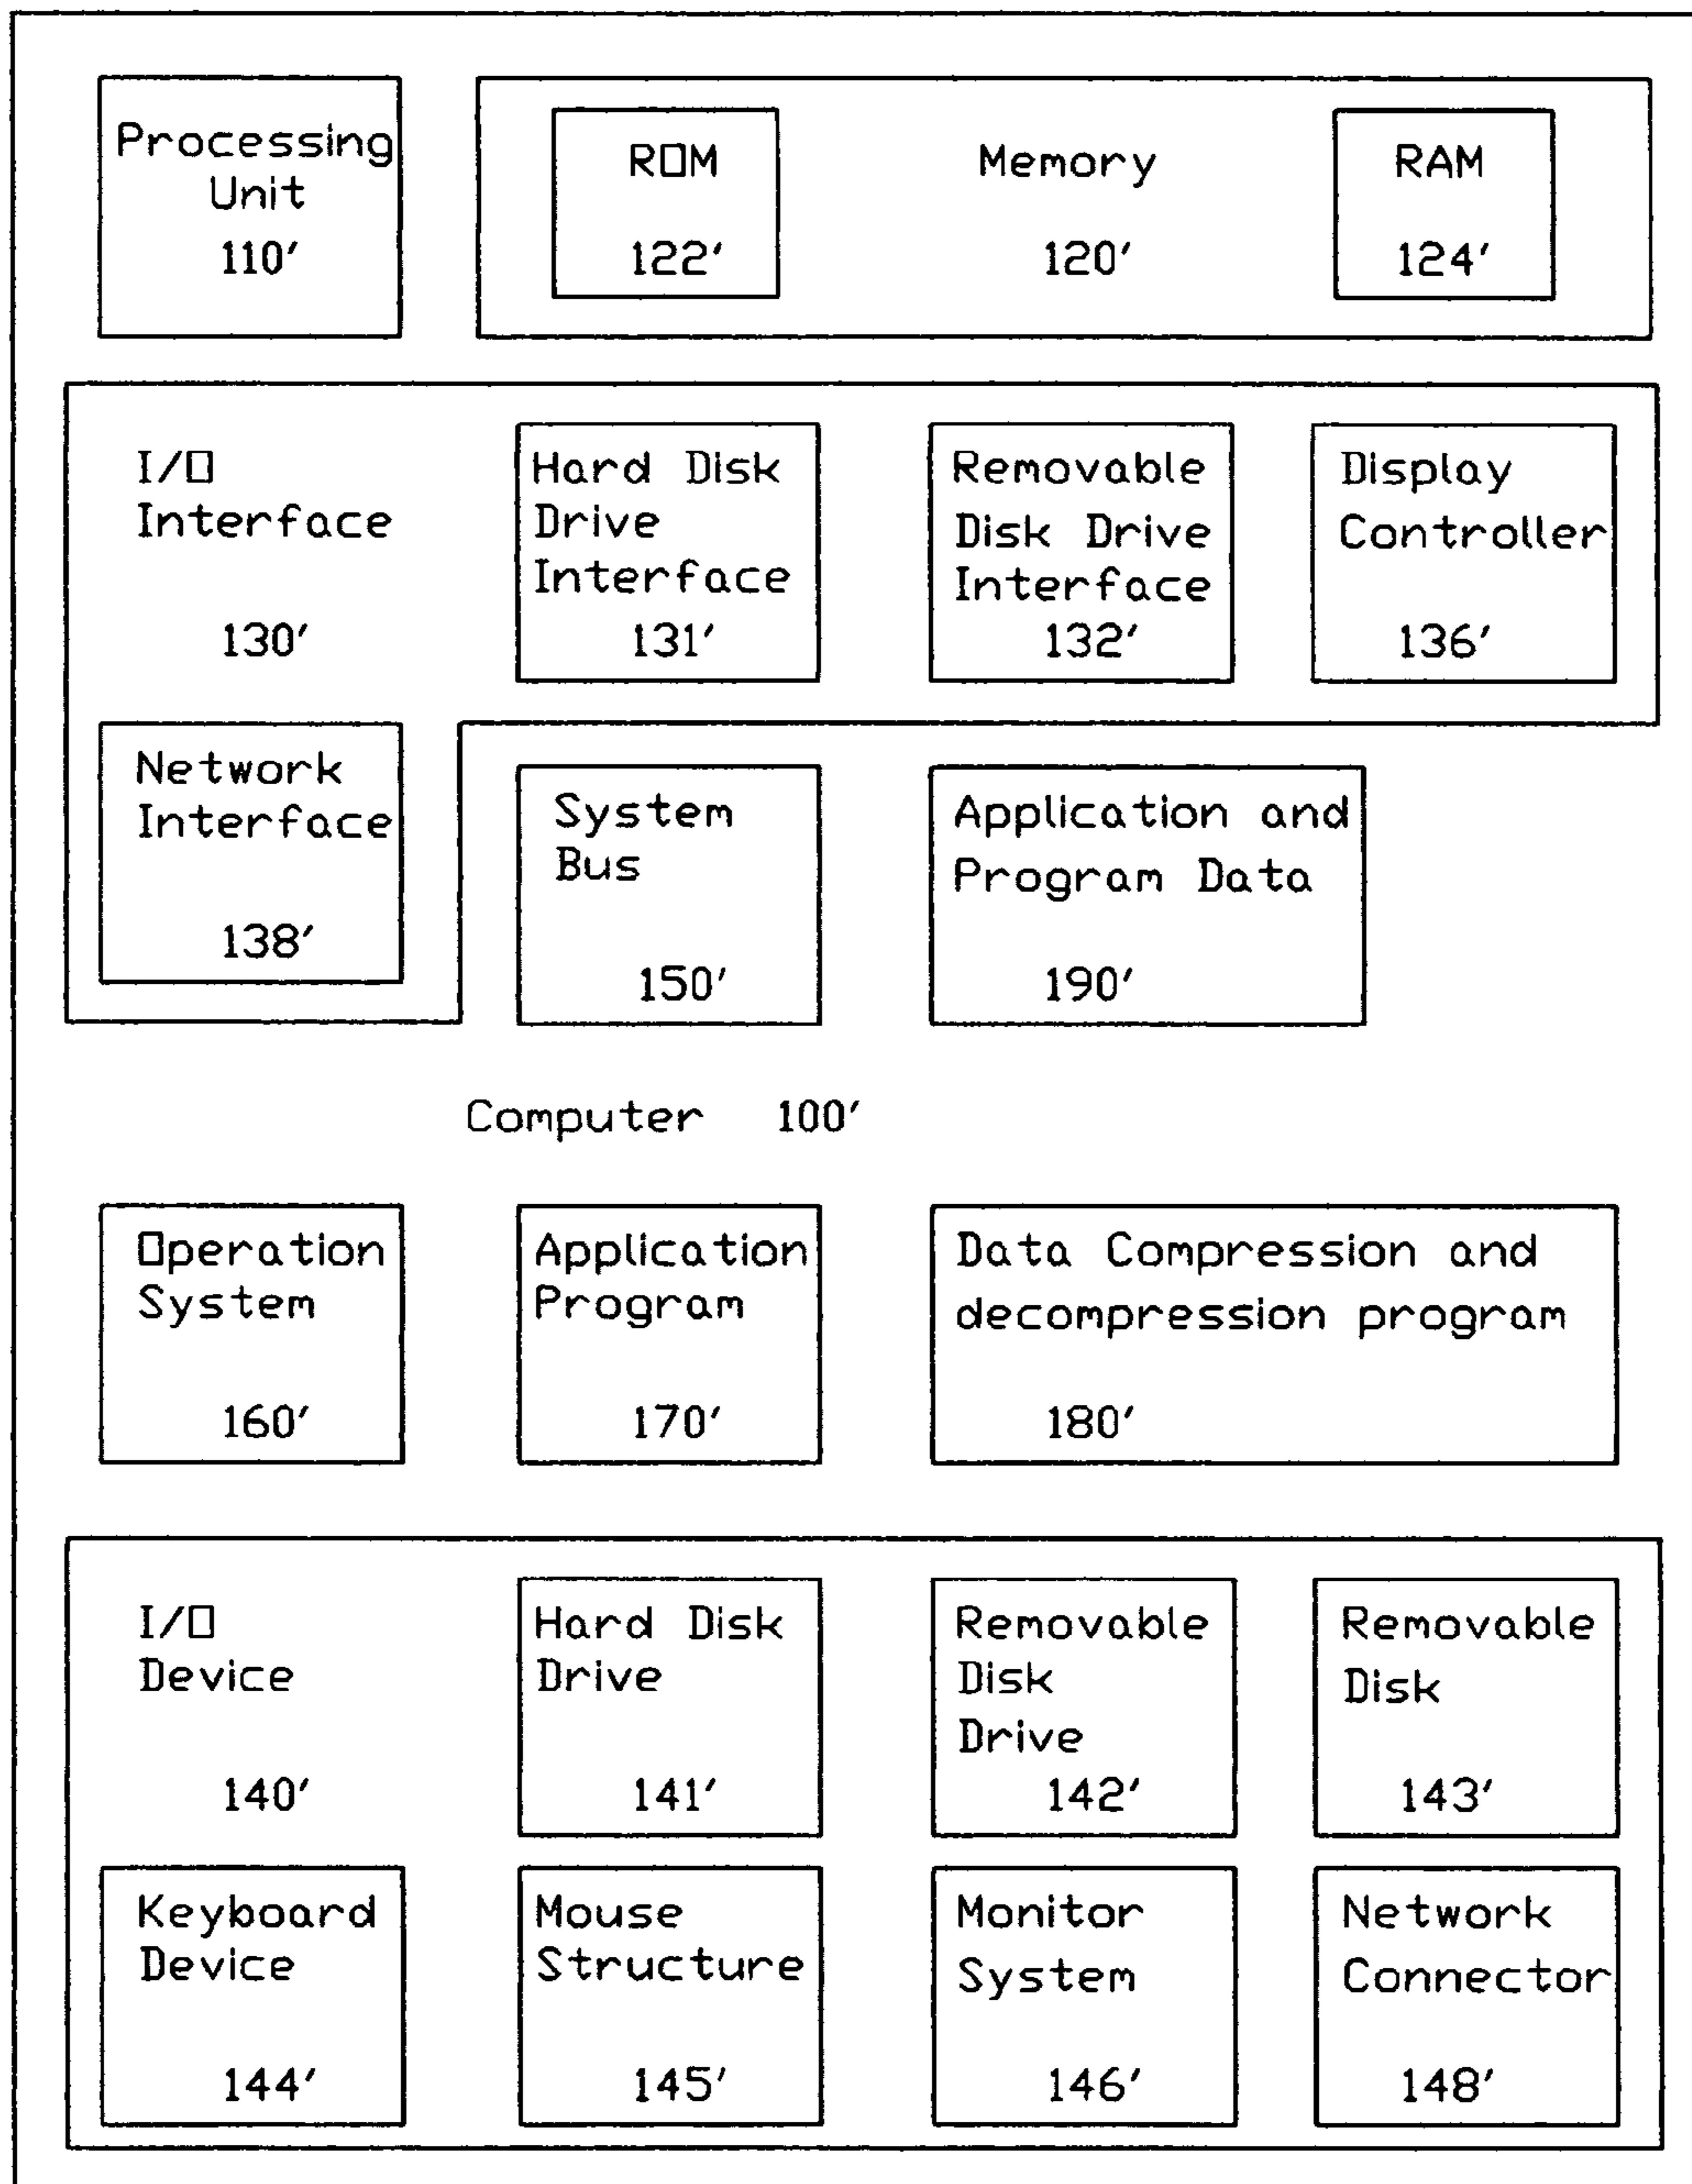 Processing
Unit
110′
ROM
122′
Memory
120′
RAM
124′
I/O
Interface
130′
Hard Disk
Drive
Interface
131′
Removable
Disk Drive
Interface
132′
Display
Controller
136′
Network
Interface
138′
System
Bus
150′
Application and
Program Data
190′
Computer 100′
Operation
System
160′
Application
Program
170′
Data Compression and
decompression program
180′
I/O
Device
140′
Hard Disk
Drive
141′
Removable
Disk
Drive
142′
Removable
Disk
143′
Keyboard
Device
144′
Mouse
Structure
145′
Monitor
System
146′
Network
Connector
148′